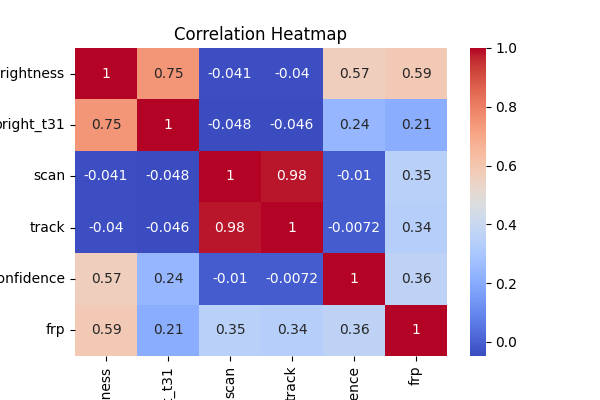 Correlation Heatmap
rightness 1 0.75 -0.041 -0.04 0.57 0.59
bright_t31 0.75 1 -0.048 -0.046 0.24 0.21
scan -0.041 -0.048 1 0.98 -0.01 0.35
track -0.04 -0.046 0.98 1 -0.0072 0.34
onfidence 0.57 0.24 -0.01 -0.0072 1 0.36
frp 0.59 0.21 0.35 0.34 0.36 1
ness _t31 scan track ence frp
1.0
0.8
0.6
0.4
0.2
0.0